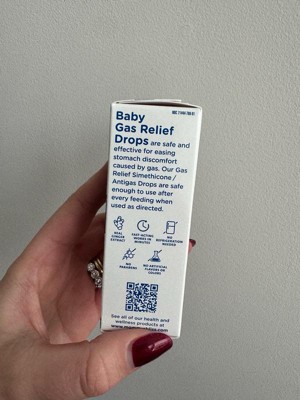 Baby
Gas Relief
Drops are safe and
effective for easing
stomach discomfort
caused by gas. Our Gas
Relief Simethicone /
Antigas Drops are safe
enough to use after
every feeding when
used as directed.
REAL GINGER EXTRACT
FAST-ACTING WORKS IN MINUTES
NO REFRIGERATION NEEDED
NO PARABENS
NO ARTIFICIAL FLAVORS OR COLORS
See all of our health and
wellness products at